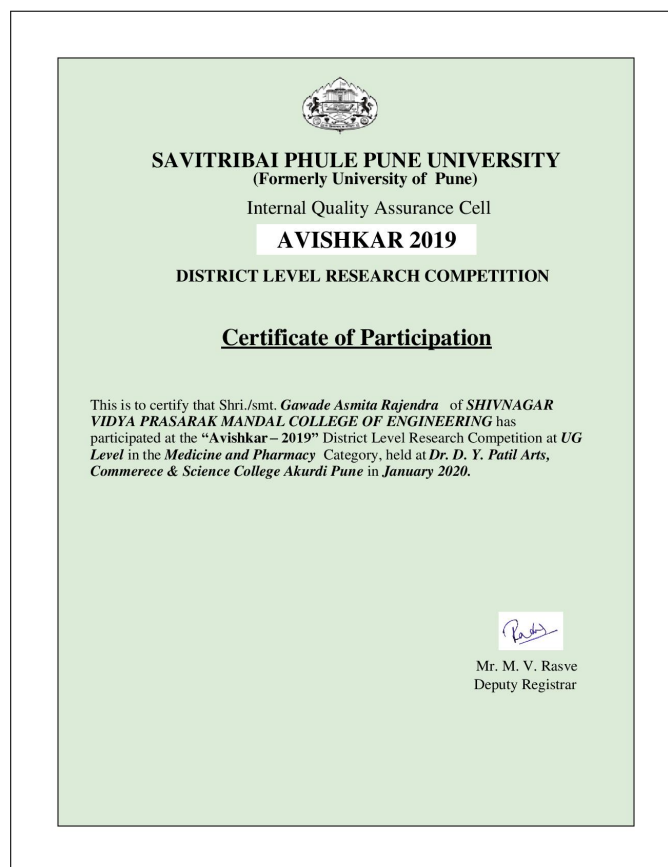 SAVITRIBAI PHULE PUNE UNIVERSITY
(Formerly University of Pune)
Internal Quality Assurance Cell
AVISHKAR 2019
DISTRICT LEVEL RESEARCH COMPETITION
Certificate of Participation
This is to certify that Shri./smt. Gawade Asmita Rajendra of SHIVNAGAR
VIDYA PRASARAK MANDAL COLLEGE OF ENGINEERING has
participated at the “Avishkar – 2019” District Level Research Competition at UG
Level in the Medicine and Pharmacy Category, held at Dr. D. Y. Patil Arts,
Commerece & Science College Akurdi Pune in January 2020.
Mr. M. V. Rasve
Deputy Registrar